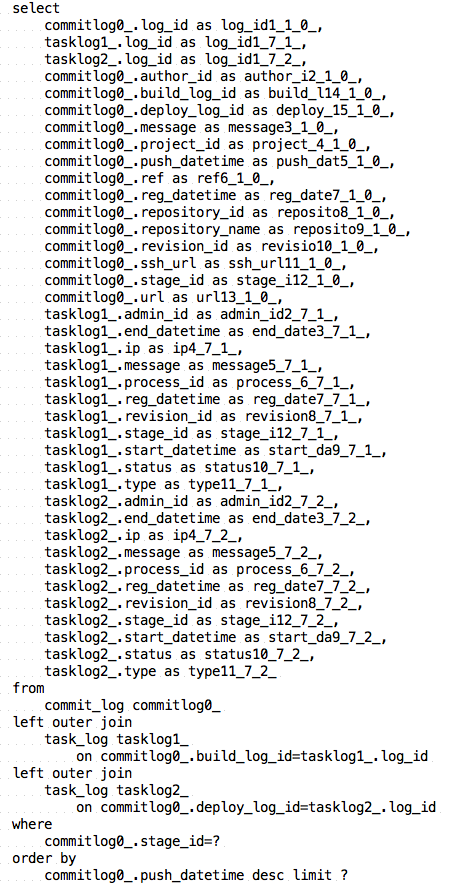 select
commitlog0_.log_id as log_id1_1_0_,
tasklog1_.log_id as log_id1_7_1_,
tasklog2_.log_id as log_id1_7_2_,
commitlog0_.author_id as author_i2_1_0_,
commitlog0_.build_log_id as build_l14_1_0_,
commitlog0_.deploy_log_id as deploy_15_1_0_,
commitlog0_.message as message3_1_0_,
commitlog0_.project_id as project_4_1_0_,
commitlog0_.push_datetime as push_dat5_1_0_,
commitlog0_.ref as ref6_1_0_,
commitlog0_.reg_datetime as reg_date7_1_0_,
commitlog0_.repository_id as reposito8_1_0_,
commitlog0_.repository_name as reposito9_1_0_,
commitlog0_.revision_id as revisio10_1_0_,
commitlog0_.ssh_url as ssh_url11_1_0_,
commitlog0_.stage_id as stage_i12_1_0_,
commitlog0_.url as url13_1_0_,
tasklog1_.admin_id as admin_id2_7_1_,
tasklog1_.end_datetime as end_date3_7_1_,
tasklog1_.ip as ip4_7_1_,
tasklog1_.message as message5_7_1_,
tasklog1_.process_id as process_6_7_1_,
tasklog1_.reg_datetime as reg_date7_7_1_,
tasklog1_.revision_id as revision8_7_1_,
tasklog1_.stage_id as stage_i12_7_1_,
tasklog1_.start_datetime as start_da9_7_1_,
tasklog1_.status as status10_7_1_,
tasklog1_.type as type11_7_1_,
tasklog2_.admin_id as admin_id2_7_2_,
tasklog2_.end_datetime as end_date3_7_2_,
tasklog2_.ip as ip4_7_2_,
tasklog2_.message as message5_7_2_,
tasklog2_.process_id as process_6_7_2_,
tasklog2_.reg_datetime as reg_date7_7_2_,
tasklog2_.revision_id as revision8_7_2_,
tasklog2_.stage_id as stage_i12_7_2_,
tasklog2_.start_datetime as start_da9_7_2_,
tasklog2_.status as status10_7_2_,
tasklog2_.type as type11_7_2_
from
commit_log commitlog0_
left outer join
task_log tasklog1_
on commitlog0_.build_log_id=tasklog1_.log_id
left outer join
task_log tasklog2_
on commitlog0_.deploy_log_id=tasklog2_.log_id
where
commitlog0_.stage_id=?
order by
commitlog0_.push_datetime desc limit ?